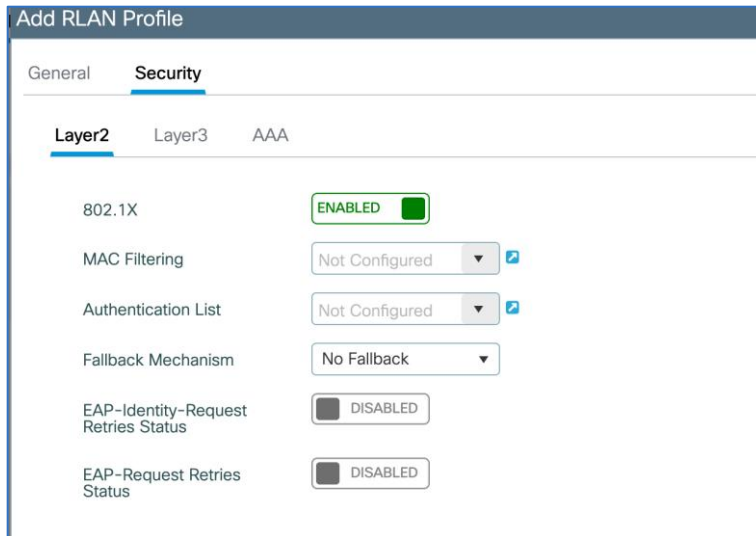 Add RLAN Profile
General Security
Layer2 Layer3 AAA
802.1X ENABLED
MAC Filtering Not Configured
Authentication List Not Configured
Fallback Mechanism No Fallback
EAP-Identity-Request DISABLED
Retries Status
EAP-Request Retries DISABLED
Status